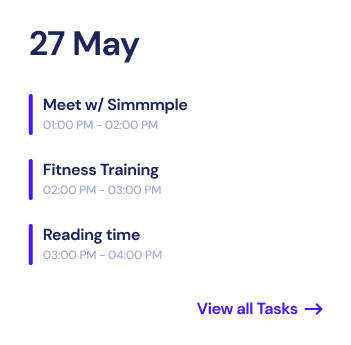 27 May
Meet w/ Simmmple
01:00 PM - 02:00 PM
Fitness Training
02:00 PM - 03:00 PM
Reading time
03:00 PM - 04:00 PM
View all Tasks →